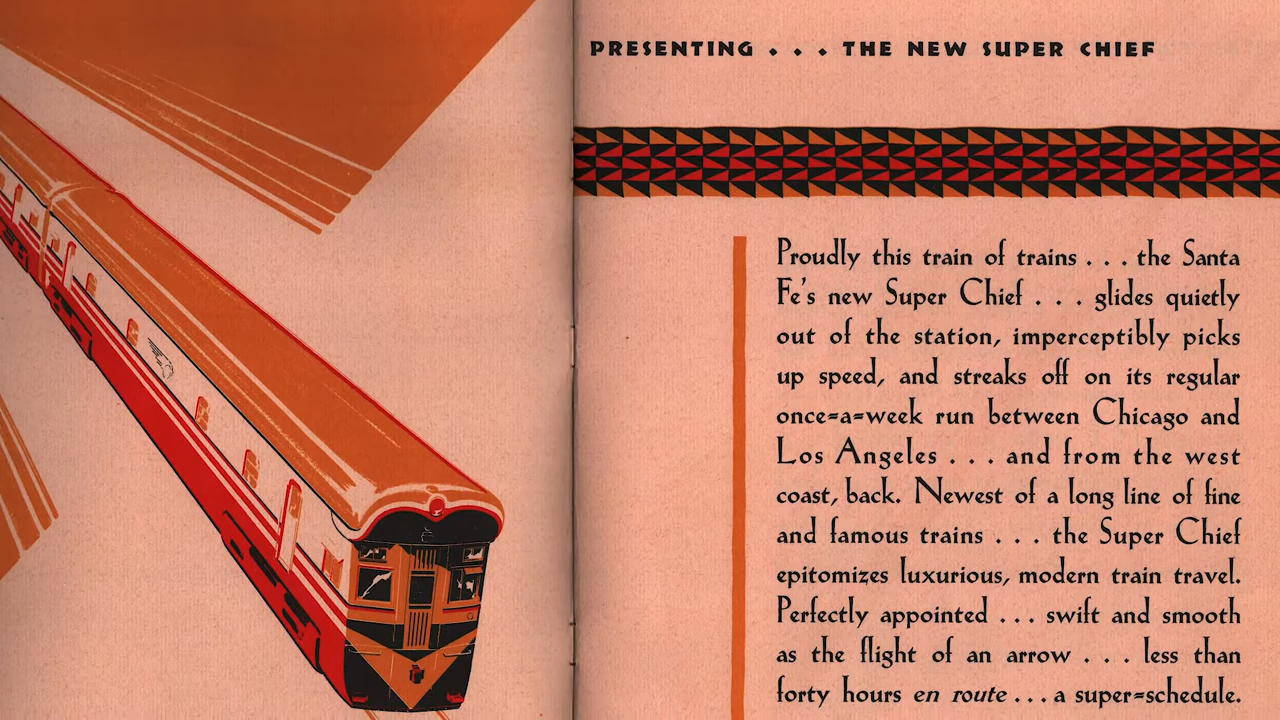 PRESENTING . . . THE NEW SUPER CHIEF
Proudly this train of trains . . . the Santa
Fe's new Super Chief . . . glides quietly
out of the station, imperceptibly picks
up speed, and streaks off on its regular
once=a=week run between Chicago and
Los Angeles . . . and from the west
coast, back. Newest of a long line of fine
and famous trains . . . the Super Chief
epitomizes luxurious, modern train travel.
Perfectly appointed . . . swift and smooth
as the flight of an arrow . . . less than
forty hours en route . . . a super=schedule.